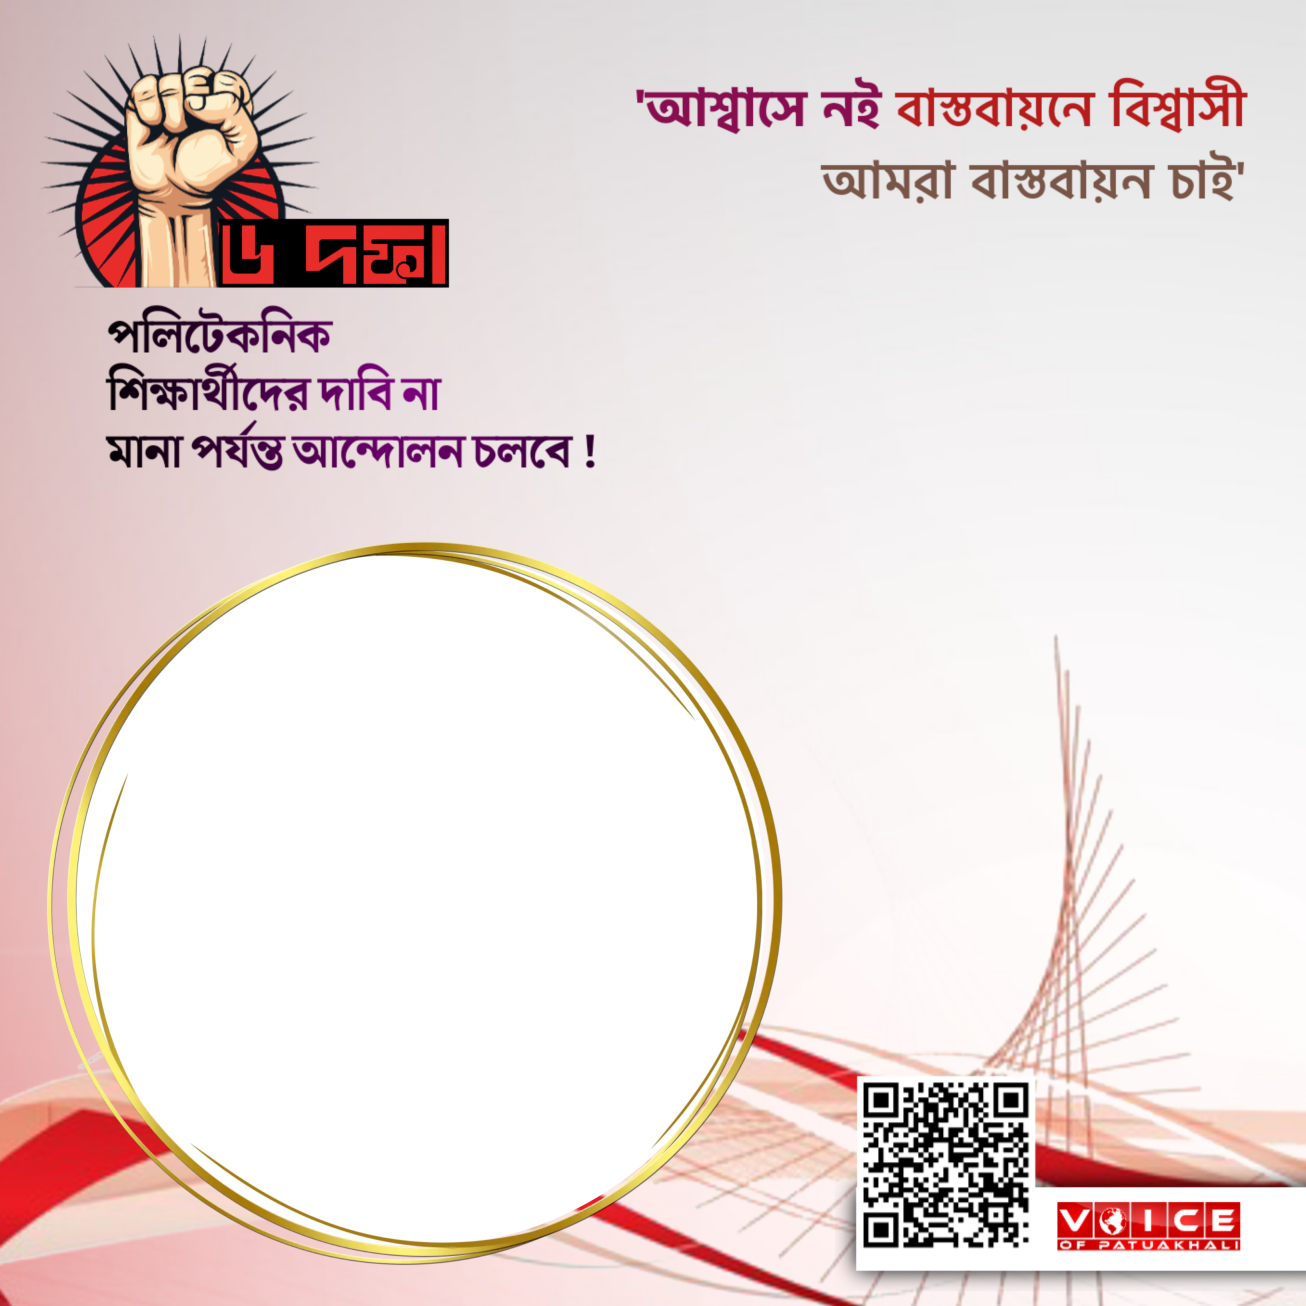 'আশ্বাসে নই বাস্তবায়নে বিশ্বাসী
আমরা বাস্তবায়ন চাই'
৬ দফা
পলিটেকনিক
শিক্ষার্থীদের দাবি না
মানা পর্যন্ত আন্দোলন চলবে !
VOICE
OF PATUAKHALI